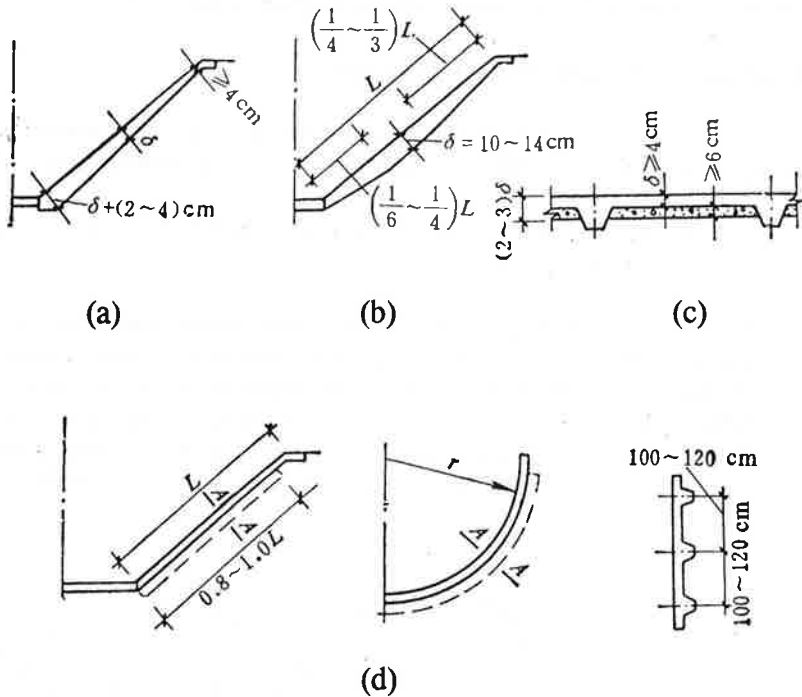 ≥4cm
δ
δ+(2~4)cm
(a)
(1/4~1/3)L
L
δ=10~14cm
(1/6~1/4)L
(b)
δ≥4cm
≥6cm
(2~3)δ
(c)
L
A
A
0.8~1.0L
r
A
A
100~120 cm
100~120 cm
(d)